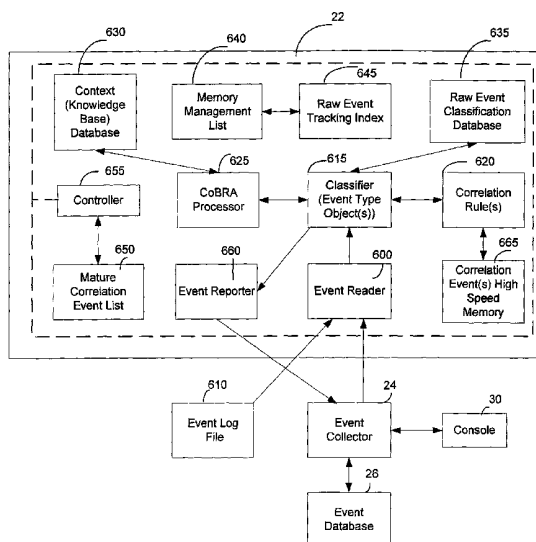 630
640
22
635
645
Context
(Knowledge
Base)
Database
Memory
Management
List
Raw Event
Tracking Index
Raw Event
Classification
Database
625
615
620
655
Controller
CoBRA
Processor
Classifier
(Event Type
Object(s))
Correlation
Rule(s)
650
660
600
665
Mature
Correlation
Event List
Event Reporter
Event Reader
Correlation
Event(s) High
Speed
Memory
610
24
30
Event Log
File
Event
Collector
Console
26
Event
Database